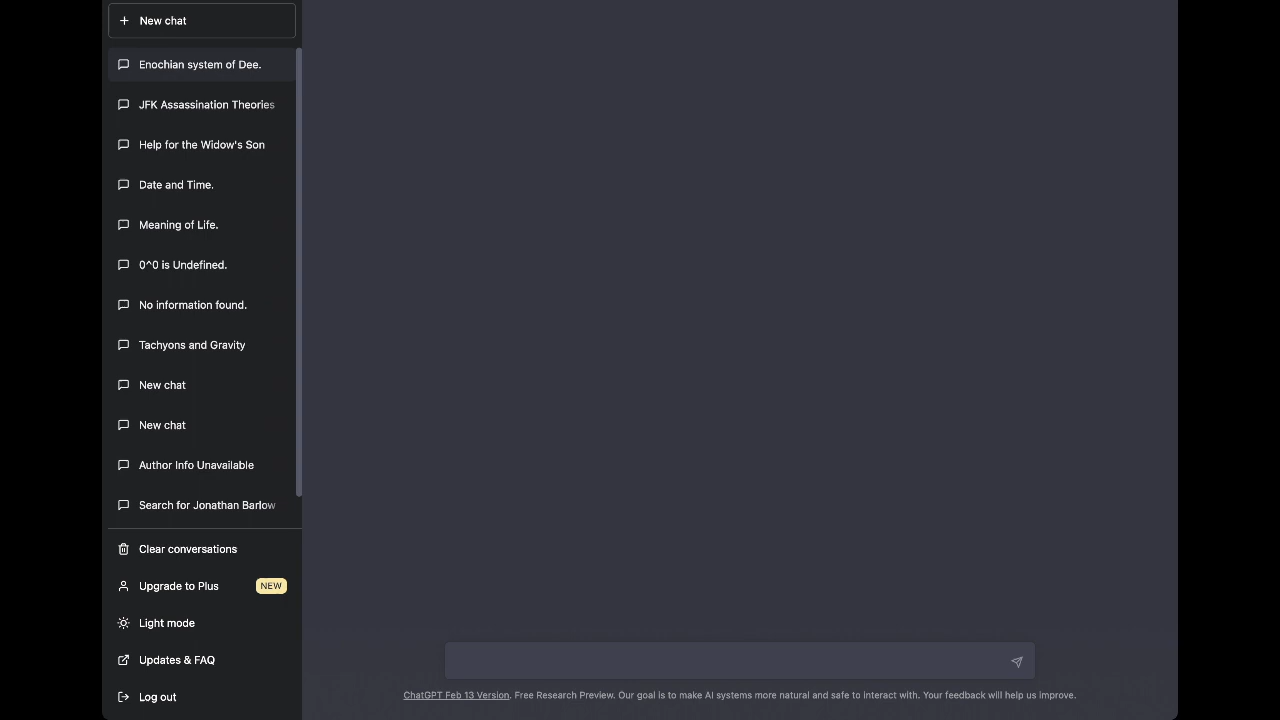 New chat
Enochian system of Dee.
JFK Assassination Theories
Help for the Widow's Son
Date and Time.
Meaning of Life.
0^0 is Undefined.
No information found.
Tachyons and Gravity
New chat
New chat
Author Info Unavailable
Search for Jonathan Barlow
Clear conversations
Upgrade to Plus NEW
Light mode
Updates & FAQ
Log out
ChatGPT Feb 13 Version. Free Research Preview. Our goal is to make AI systems more natural and safe to interact with. Your feedback will help us improve.